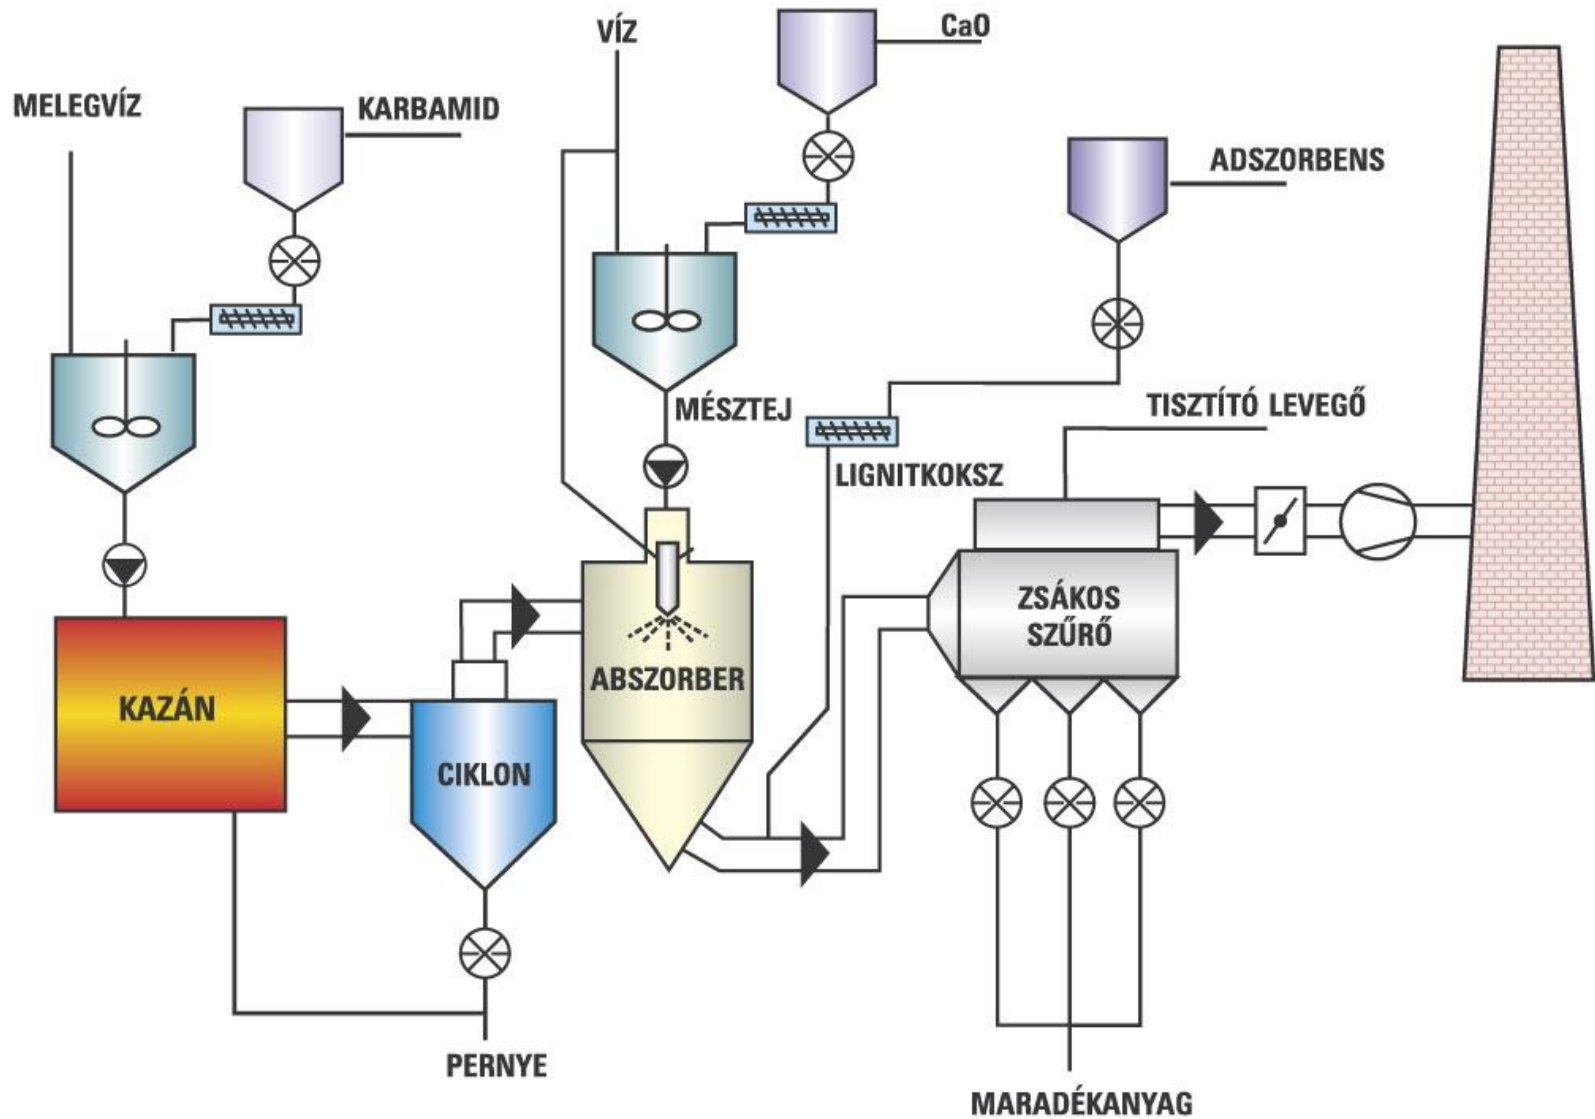 VÍZ
CaO
MELEGVÍZ
KARBAMID
ADSZORBENS
MÉSZTEJ
TISZTÍTÓ LEVEGŐ
LIGNITKOKSZ
ZSÁKOS
SZŰRŐ
ABSZORBER
KAZÁN
CIKLON
PERNYE
MARADÉKANYAG